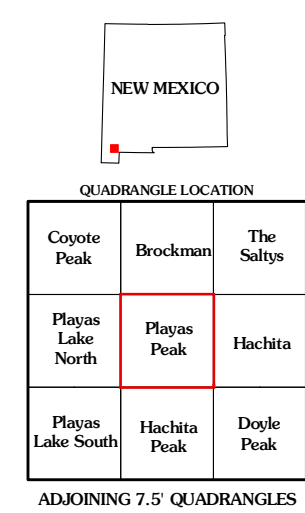 NEW MEXICO
QUADRANGLE LOCATION
Coyote
Peak
Brockman
The
Saltys
Playas
Lake
North
Playas
Peak
Hachita
Playas
Lake South
Hachita
Peak
Doyle
Peak
ADJOINING 7.5' QUADRANGLES